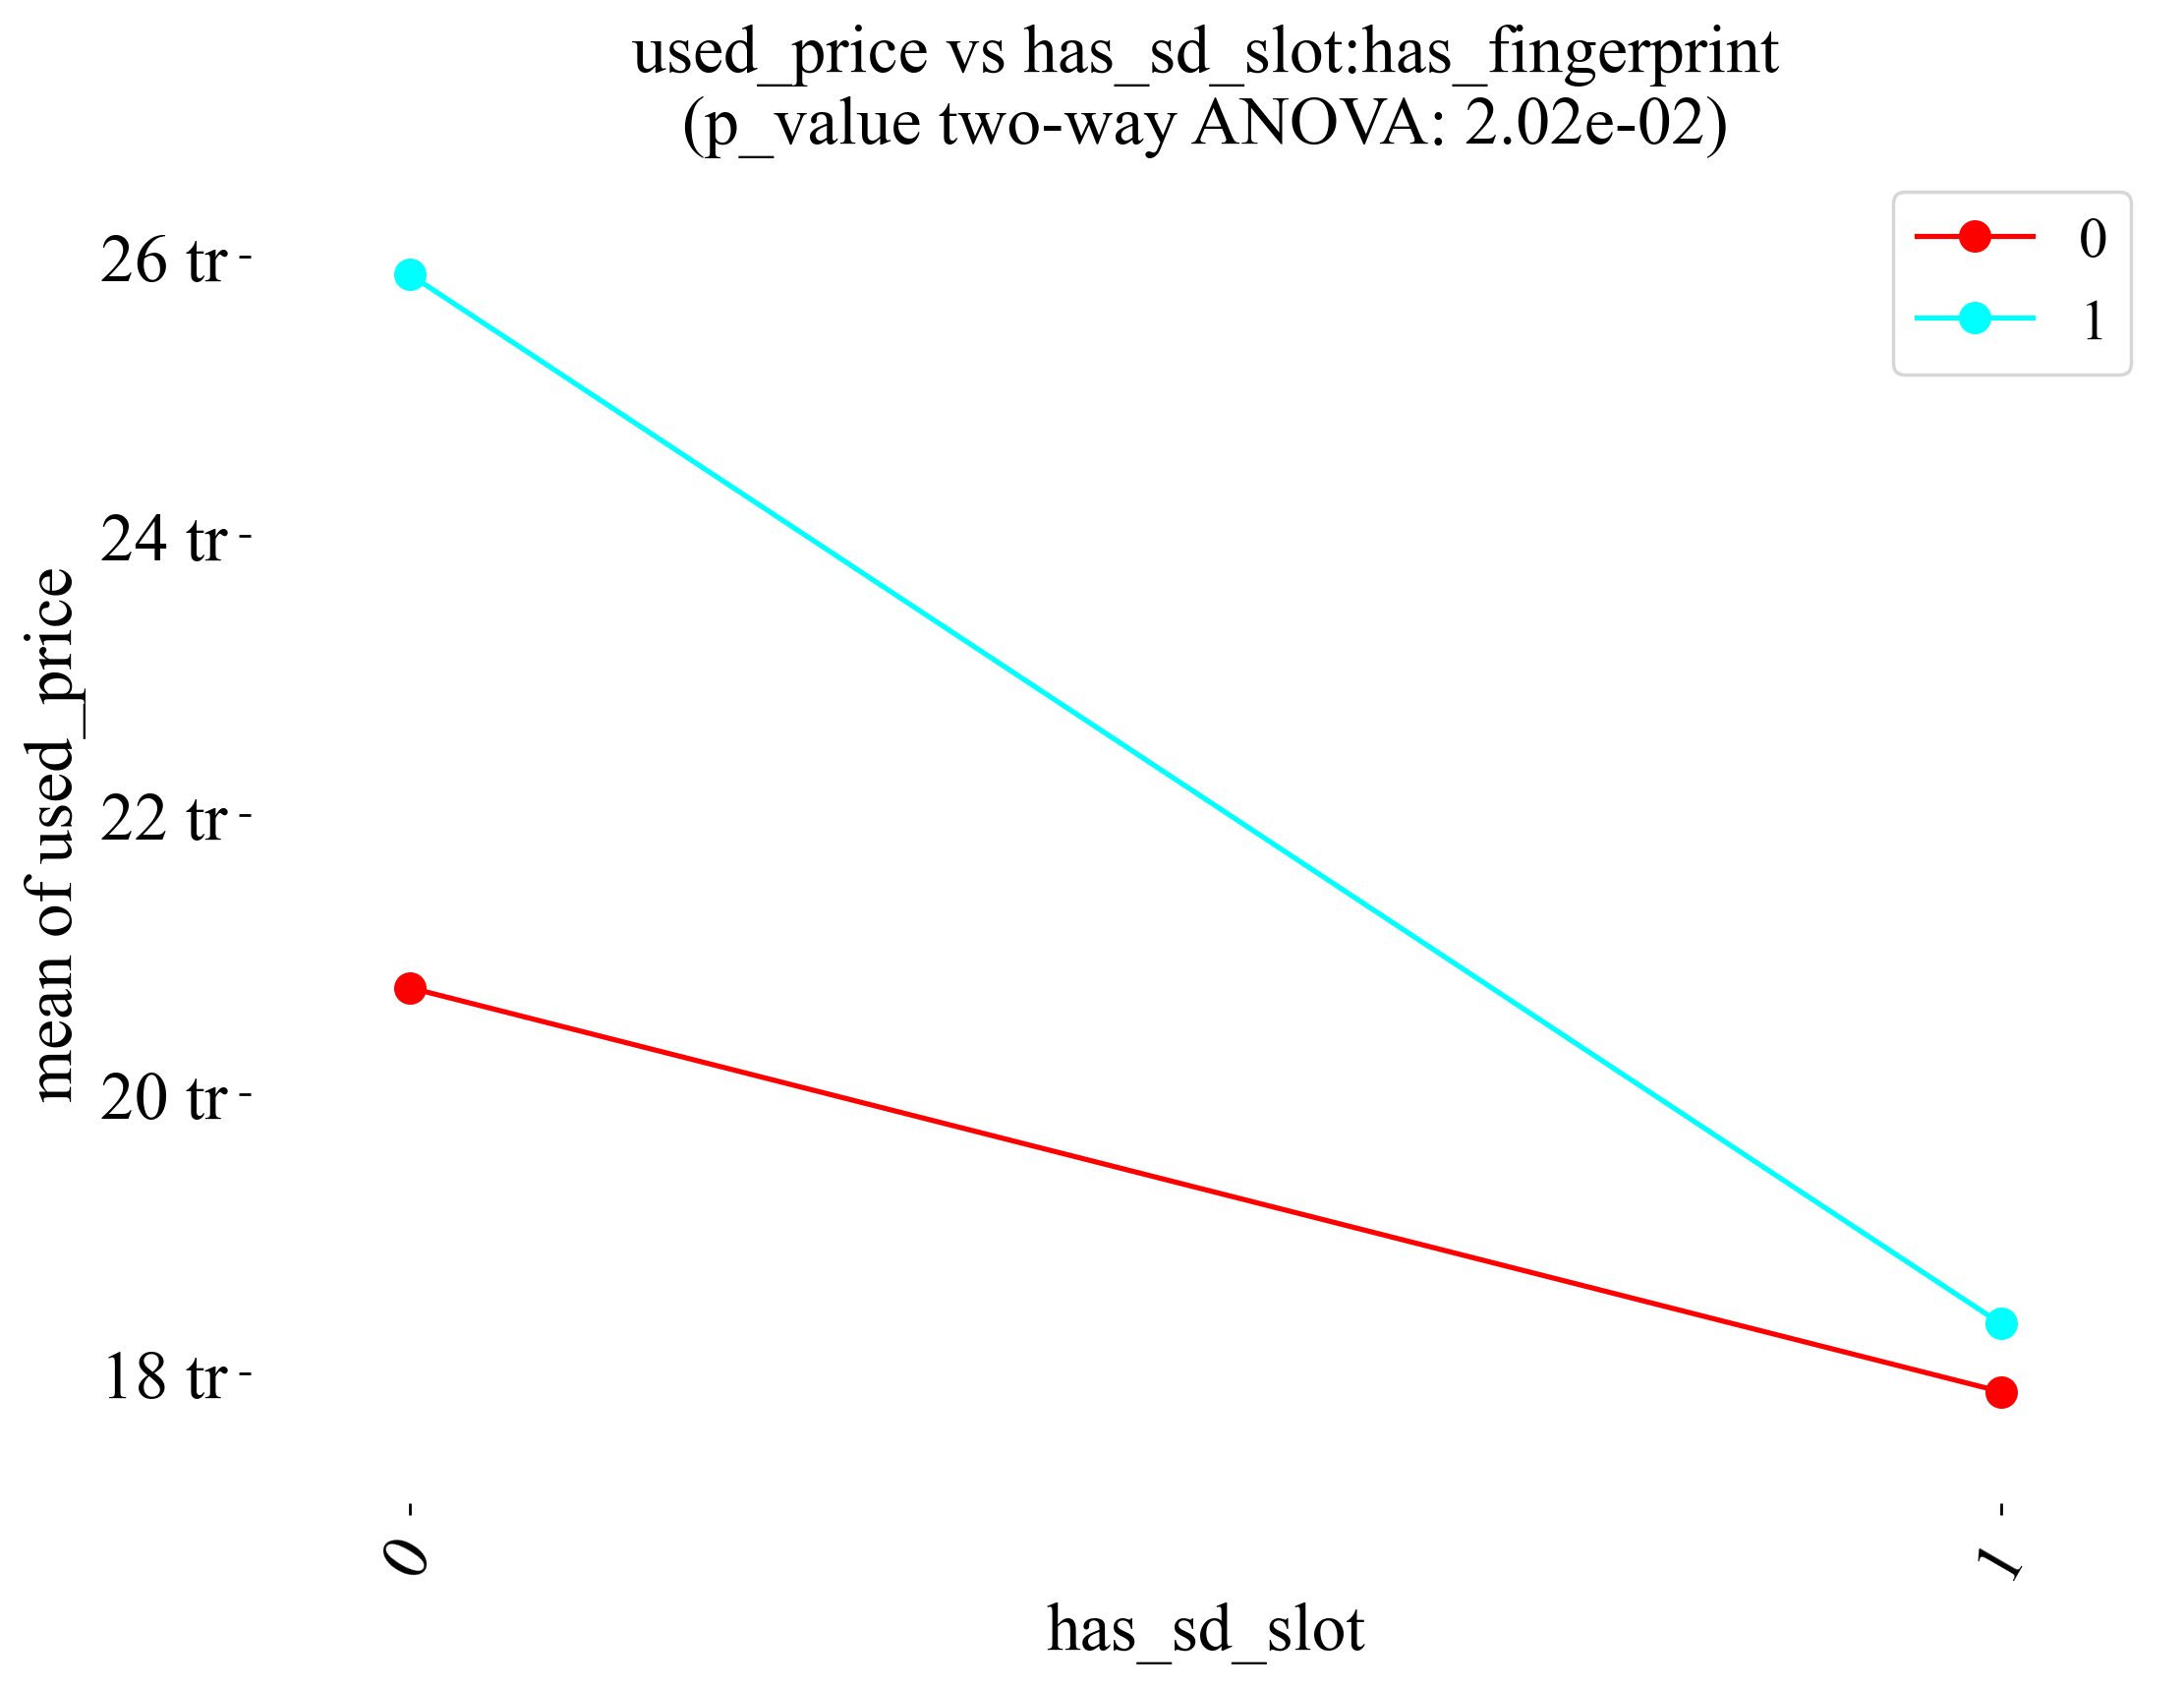 used_price vs has_sd_slot:has_fingerprint
(p_value two-way ANOVA: 2.02e-02)
0
1
26 tr
24 tr
22 tr
20 tr
18 tr
mean of used_price
0
1
has_sd_slot